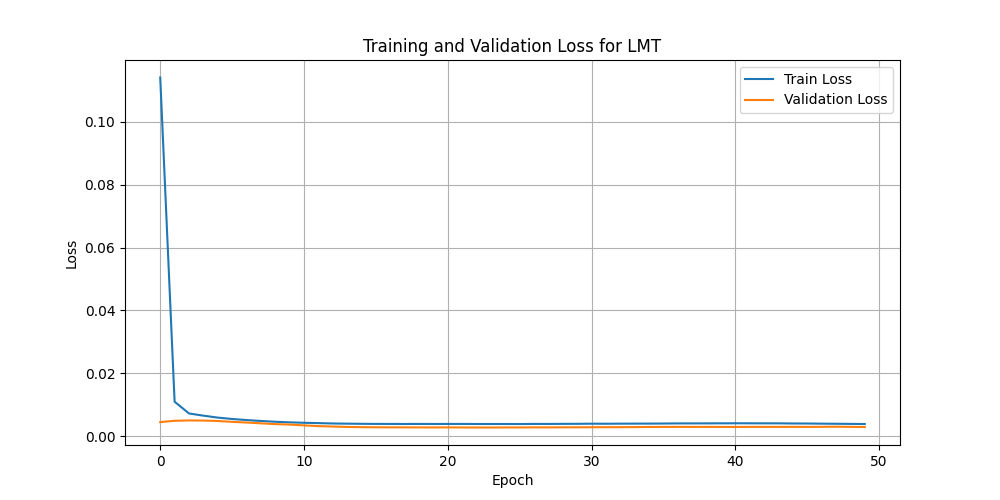 Training and Validation Loss for LMT
Train Loss
Validation Loss
Loss
0.10
0.08
0.06
0.04
0.02
0.00
0 10 20 30 40 50
Epoch